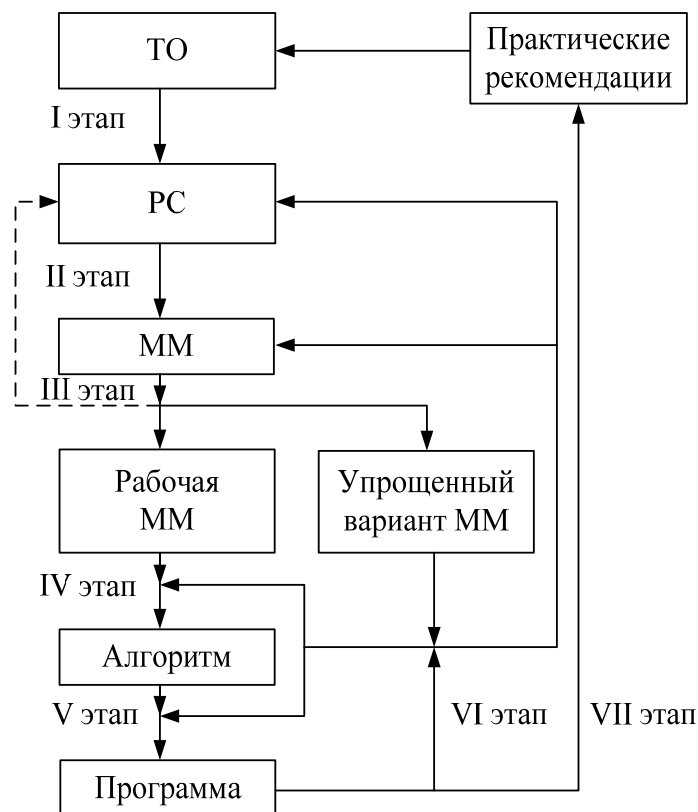 ТО
Практические
рекомендации
I этап
РС
II этап
ММ
III этап
Рабочая
ММ
Упрощенный
вариант ММ
IV этап
Алгоритм
V этап
VI этап
VII этап
Программа